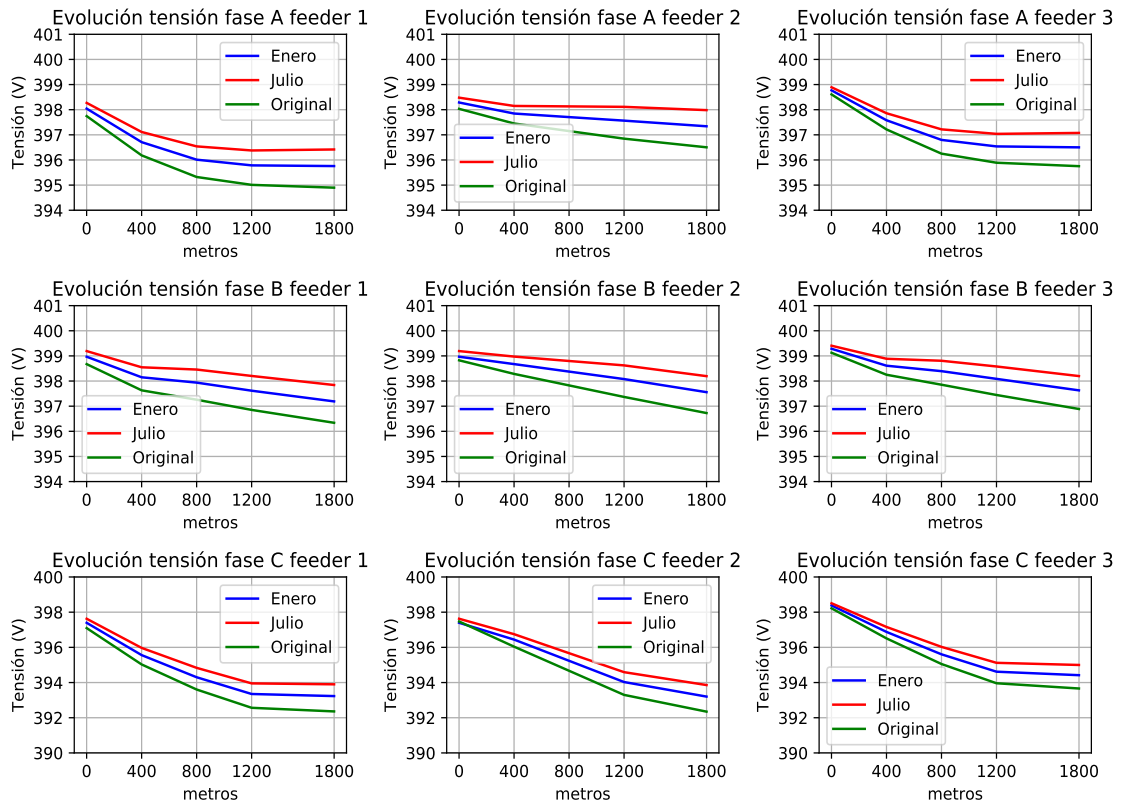 Evolución tensión fase A feeder 1
Tensión (V)
401
400
399
398
397
396
395
394
Enero
Julio
Original
0 400 800 1200 1800
metros
Evolución tensión fase A feeder 2
Tensión (V)
401
400
399
398
397
396
395
394
Enero
Julio
Original
0 400 800 1200 1800
metros
Evolución tensión fase A feeder 3
Tensión (V)
401
400
399
398
397
396
395
394
Enero
Julio
Original
0 400 800 1200 1800
metros
Evolución tensión fase B feeder 1
Tensión (V)
401
400
399
398
397
396
395
394
Enero
Julio
Original
0 400 800 1200 1800
metros
Evolución tensión fase B feeder 2
Tensión (V)
401
400
399
398
397
396
395
394
Enero
Julio
Original
0 400 800 1200 1800
metros
Evolución tensión fase B feeder 3
Tensión (V)
401
400
399
398
397
396
395
394
Enero
Julio
Original
0 400 800 1200 1800
metros
Evolución tensión fase C feeder 1
Tensión (V)
400
398
396
394
392
390
Enero
Julio
Original
0 400 800 1200 1800
metros
Evolución tensión fase C feeder 2
Tensión (V)
400
398
396
394
392
390
Enero
Julio
Original
0 400 800 1200 1800
metros
Evolución tensión fase C feeder 3
Tensión (V)
400
398
396
394
392
390
Enero
Julio
Original
0 400 800 1200 1800
metros